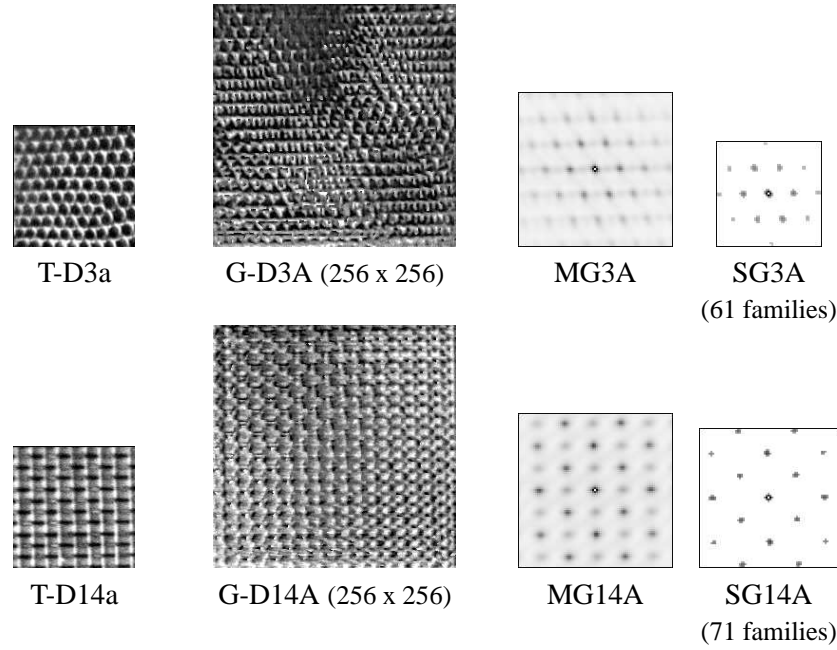 T-D3a
G-D3A (256 x 256)
MG3A
SG3A
(61 families)
T-D14a
G-D14A (256 x 256)
MG14A
SG14A
(71 families)